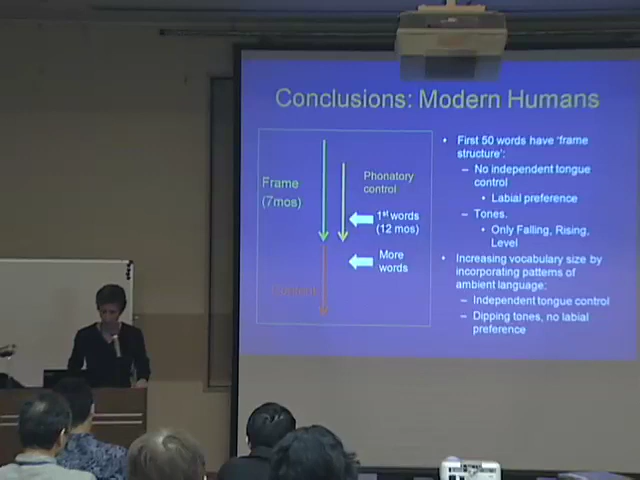 Conclusions: Modern Humans
Frame
(7mos)
Phonatory
control
1st words
(12 mos)
More
words
Content
• First 50 words have 'frame
structure':
– No independent tongue
control
• Labial preference
– Tones.
• Only Falling, Rising,
Level
• Increasing vocabulary size by
incorporating patterns of
ambient language:
– Independent tongue control
– Dipping tones, no labial
preference